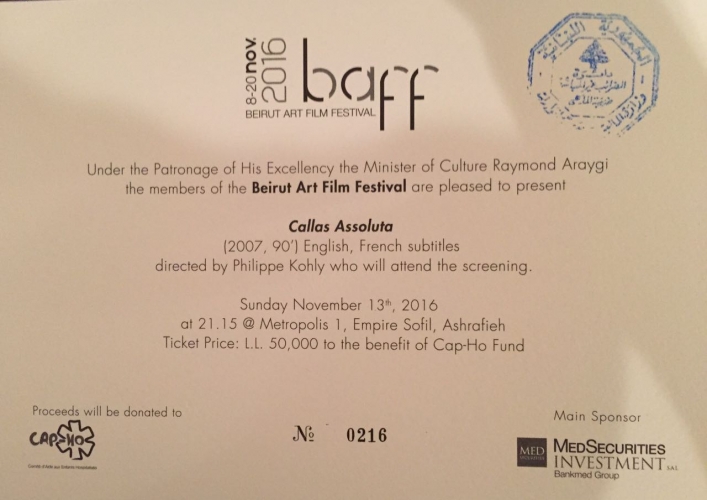 8-20 nov. 2016
baff
BEIRUT ART FILM FESTIVAL
الجمهورية اللبنانية
Under the Patronage of His Excellency the Minister of Culture Raymond Araygi
the members of the Beirut Art Film Festival are pleased to present
Callas Assoluta
(2007, 90') English, French subtitles
directed by Philippe Kohly who will attend the screening.
Sunday November 13th, 2016
at 21.15 @ Metropolis 1, Empire Sofil, Ashrafieh
Ticket Price: L.L. 50,000 to the benefit of Cap-Ho Fund
Proceeds will be donated to
CAP-HO
№ 0216
Main Sponsor
MED
MEDSECURITIES
INVESTMENT S.A.L
Bankmed Group